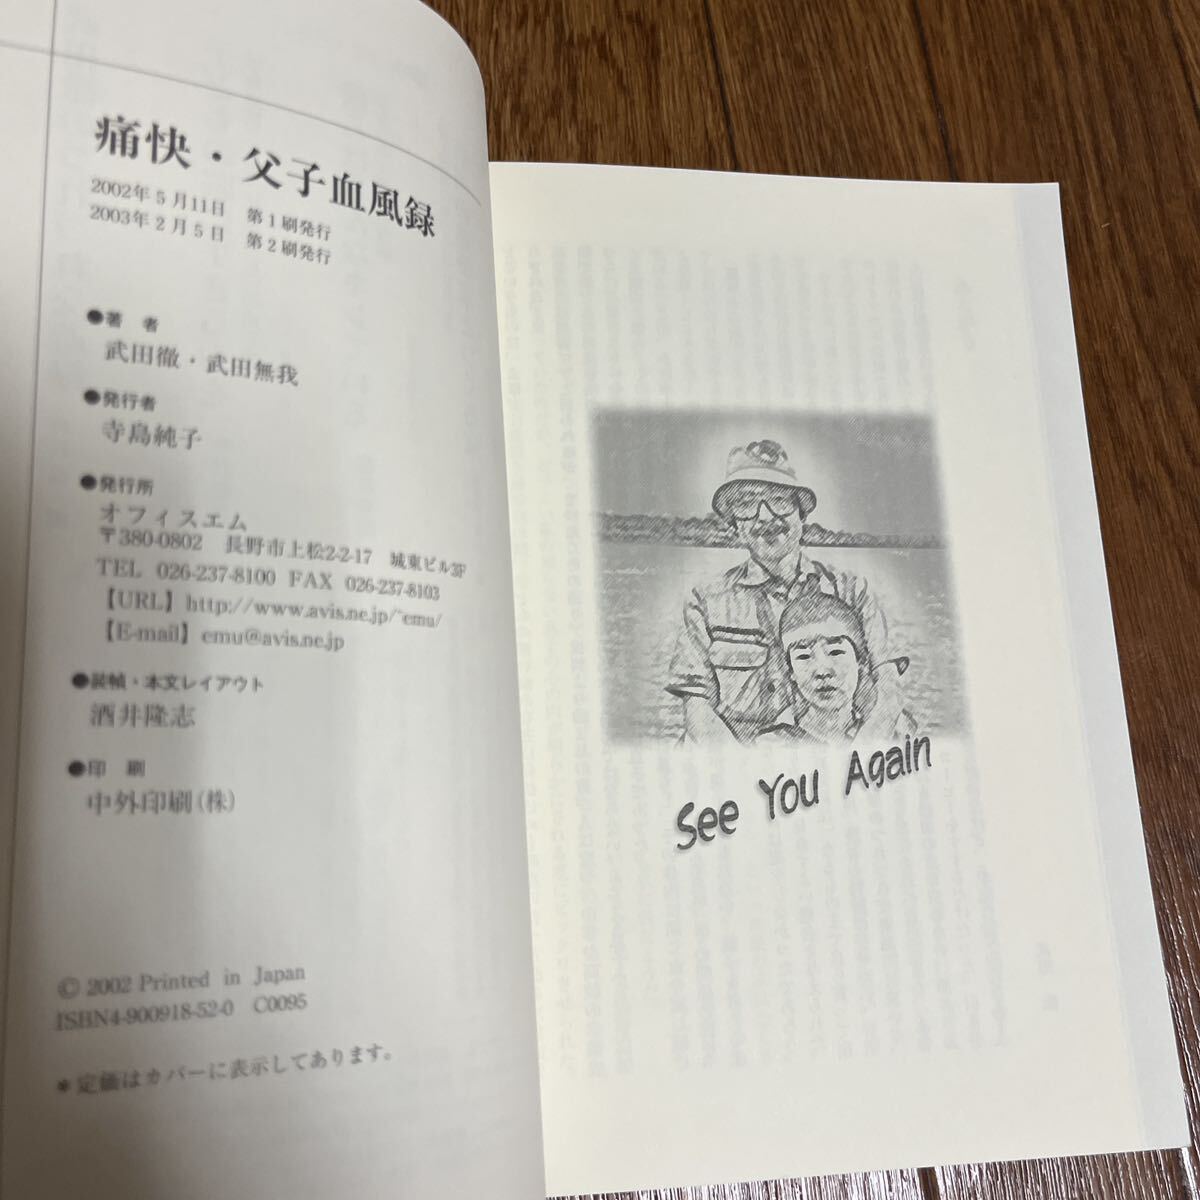 痛快・父子血風録
2002年5月11日　第1刷発行
2003年2月5日　第2刷発行
●著　者
武田徹・武田無我
●発行者
寺島純子
●発行所
オフィスエム
〒380-0802　長野市上松2-2-17　城東ビル3F
TEL 026-237-8100 FAX 026-237-8103
【URL】http://www.avis.ne.jp/~emu/
【E-mail】emu@avis.ne.jp
●装幀・本文レイアウト
酒井隆志
●印　刷
中外印刷(株)
© 2002 Printed in Japan
ISBN4-900918-52-0　C0095
＊定価はカバーに表示してあります。
See You Again